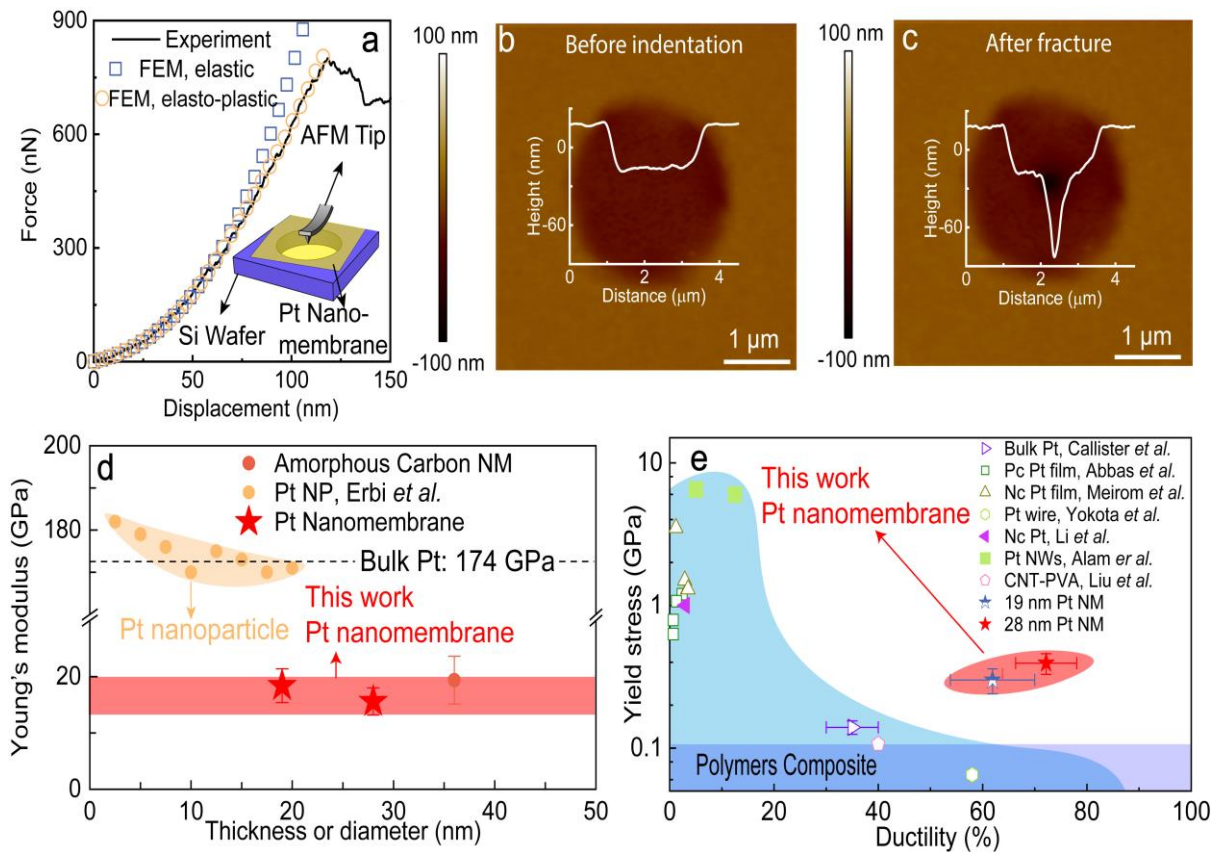 a
900
600
300
0
Force (nN)
Experiment
FEM, elastic
FEM, elasto-plastic
AFM Tip
Si Wafer
Pt Nano-
membrane
0
50
100
150
Displacement (nm)
100 nm
-100 nm
b
Before indentation
Height (nm)
0
-60
0
2
4
Distance (μm)
1 μm
100 nm
-100 nm
c
After fracture
Height (nm)
0
-60
0
2
4
Distance (μm)
1 μm
d
200
180
20
0
Young's modulus (GPa)
Amorphous Carbon NM
Pt NP, Erbi et al.
Pt Nanomembrane
Bulk Pt: 174 GPa
This work
Pt nanomembrane
Pt nanoparticle
0
10
20
30
40
50
Thickness or diameter (nm)
e
10
1
0.1
Yield stress (GPa)
This work
Pt nanomembrane
Bulk Pt, Callister et al.
Pc Pt film, Abbas et al.
Nc Pt film, Meirom et al.
Pt wire, Yokota et al.
Nc Pt, Li et al.
Pt NWs, Alam er al.
CNT-PVA, Liu et al.
19 nm Pt NM
28 nm Pt NM
Polymers Composite
0
20
40
60
80
100
Ductility (%)